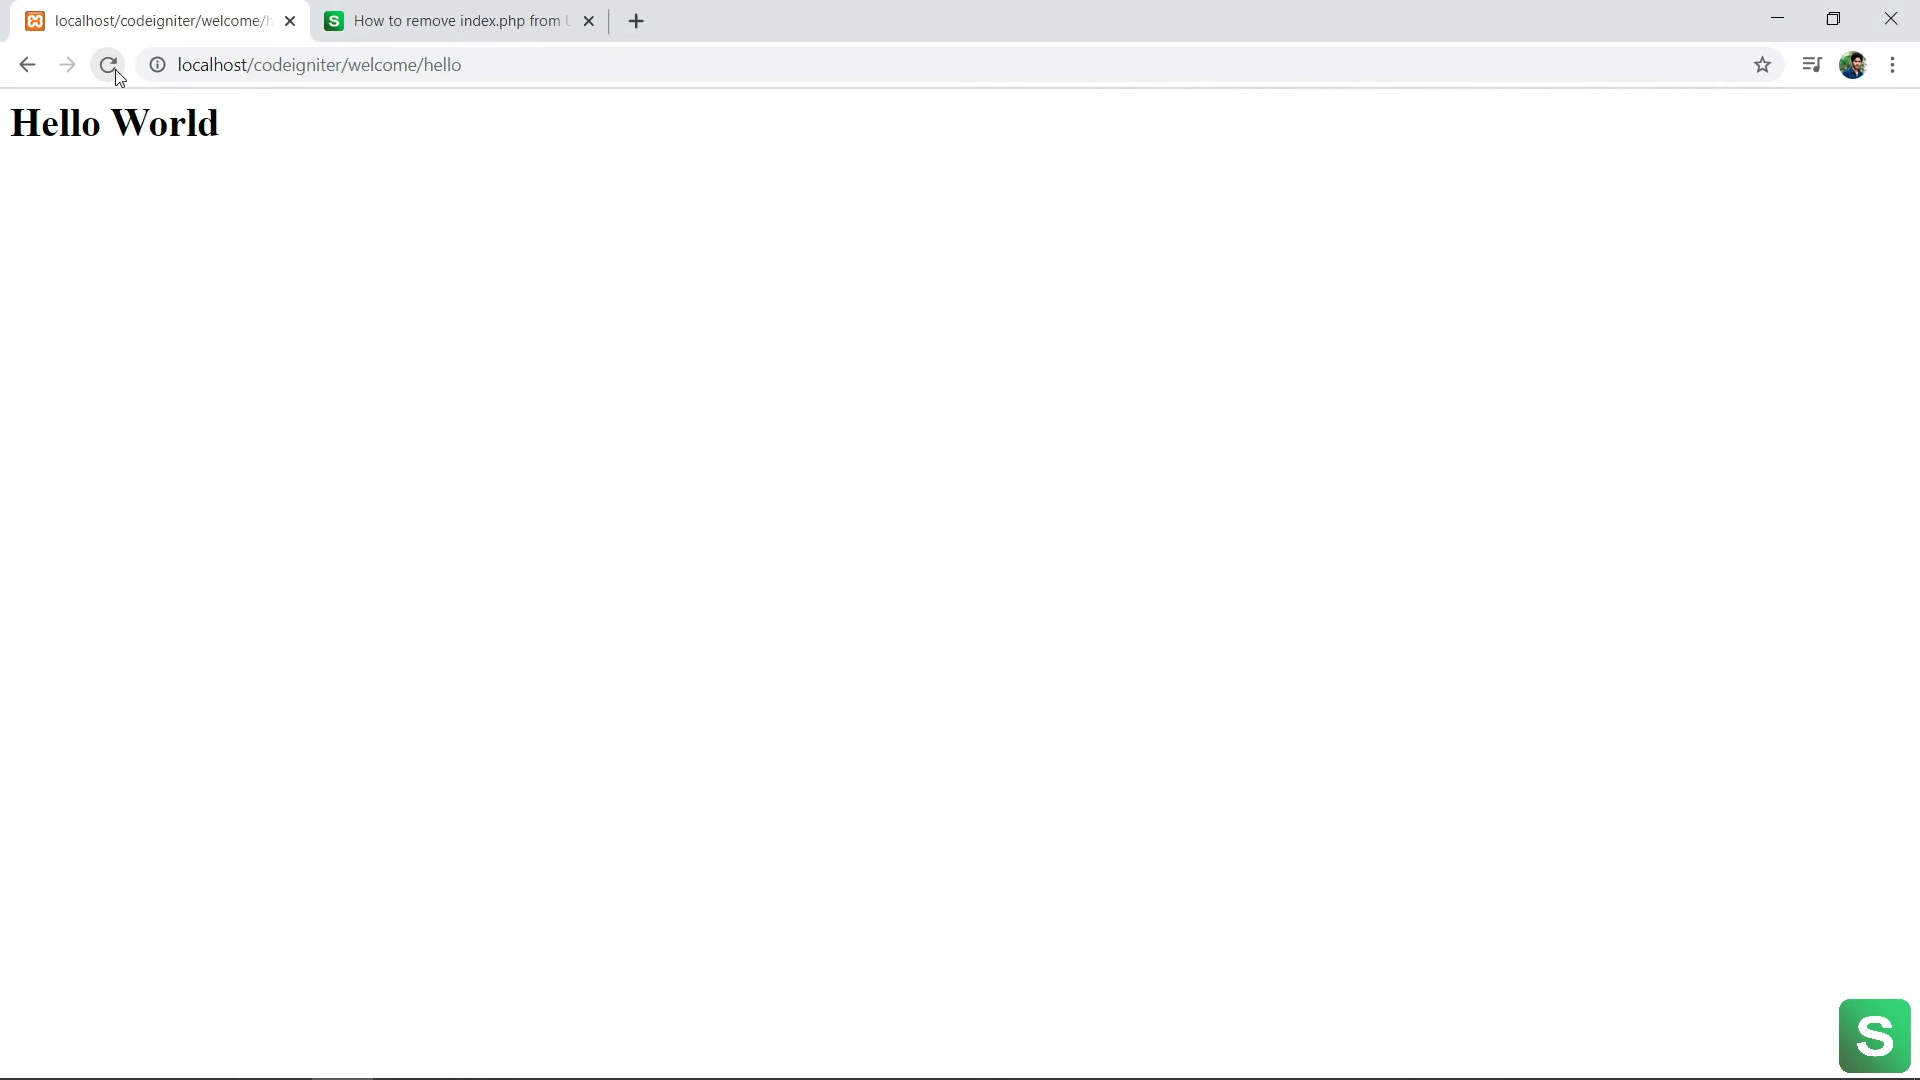 localhost/codeigniter/welcome/h
How to remove index.php from
localhost/codeigniter/welcome/hello
Hello World
S